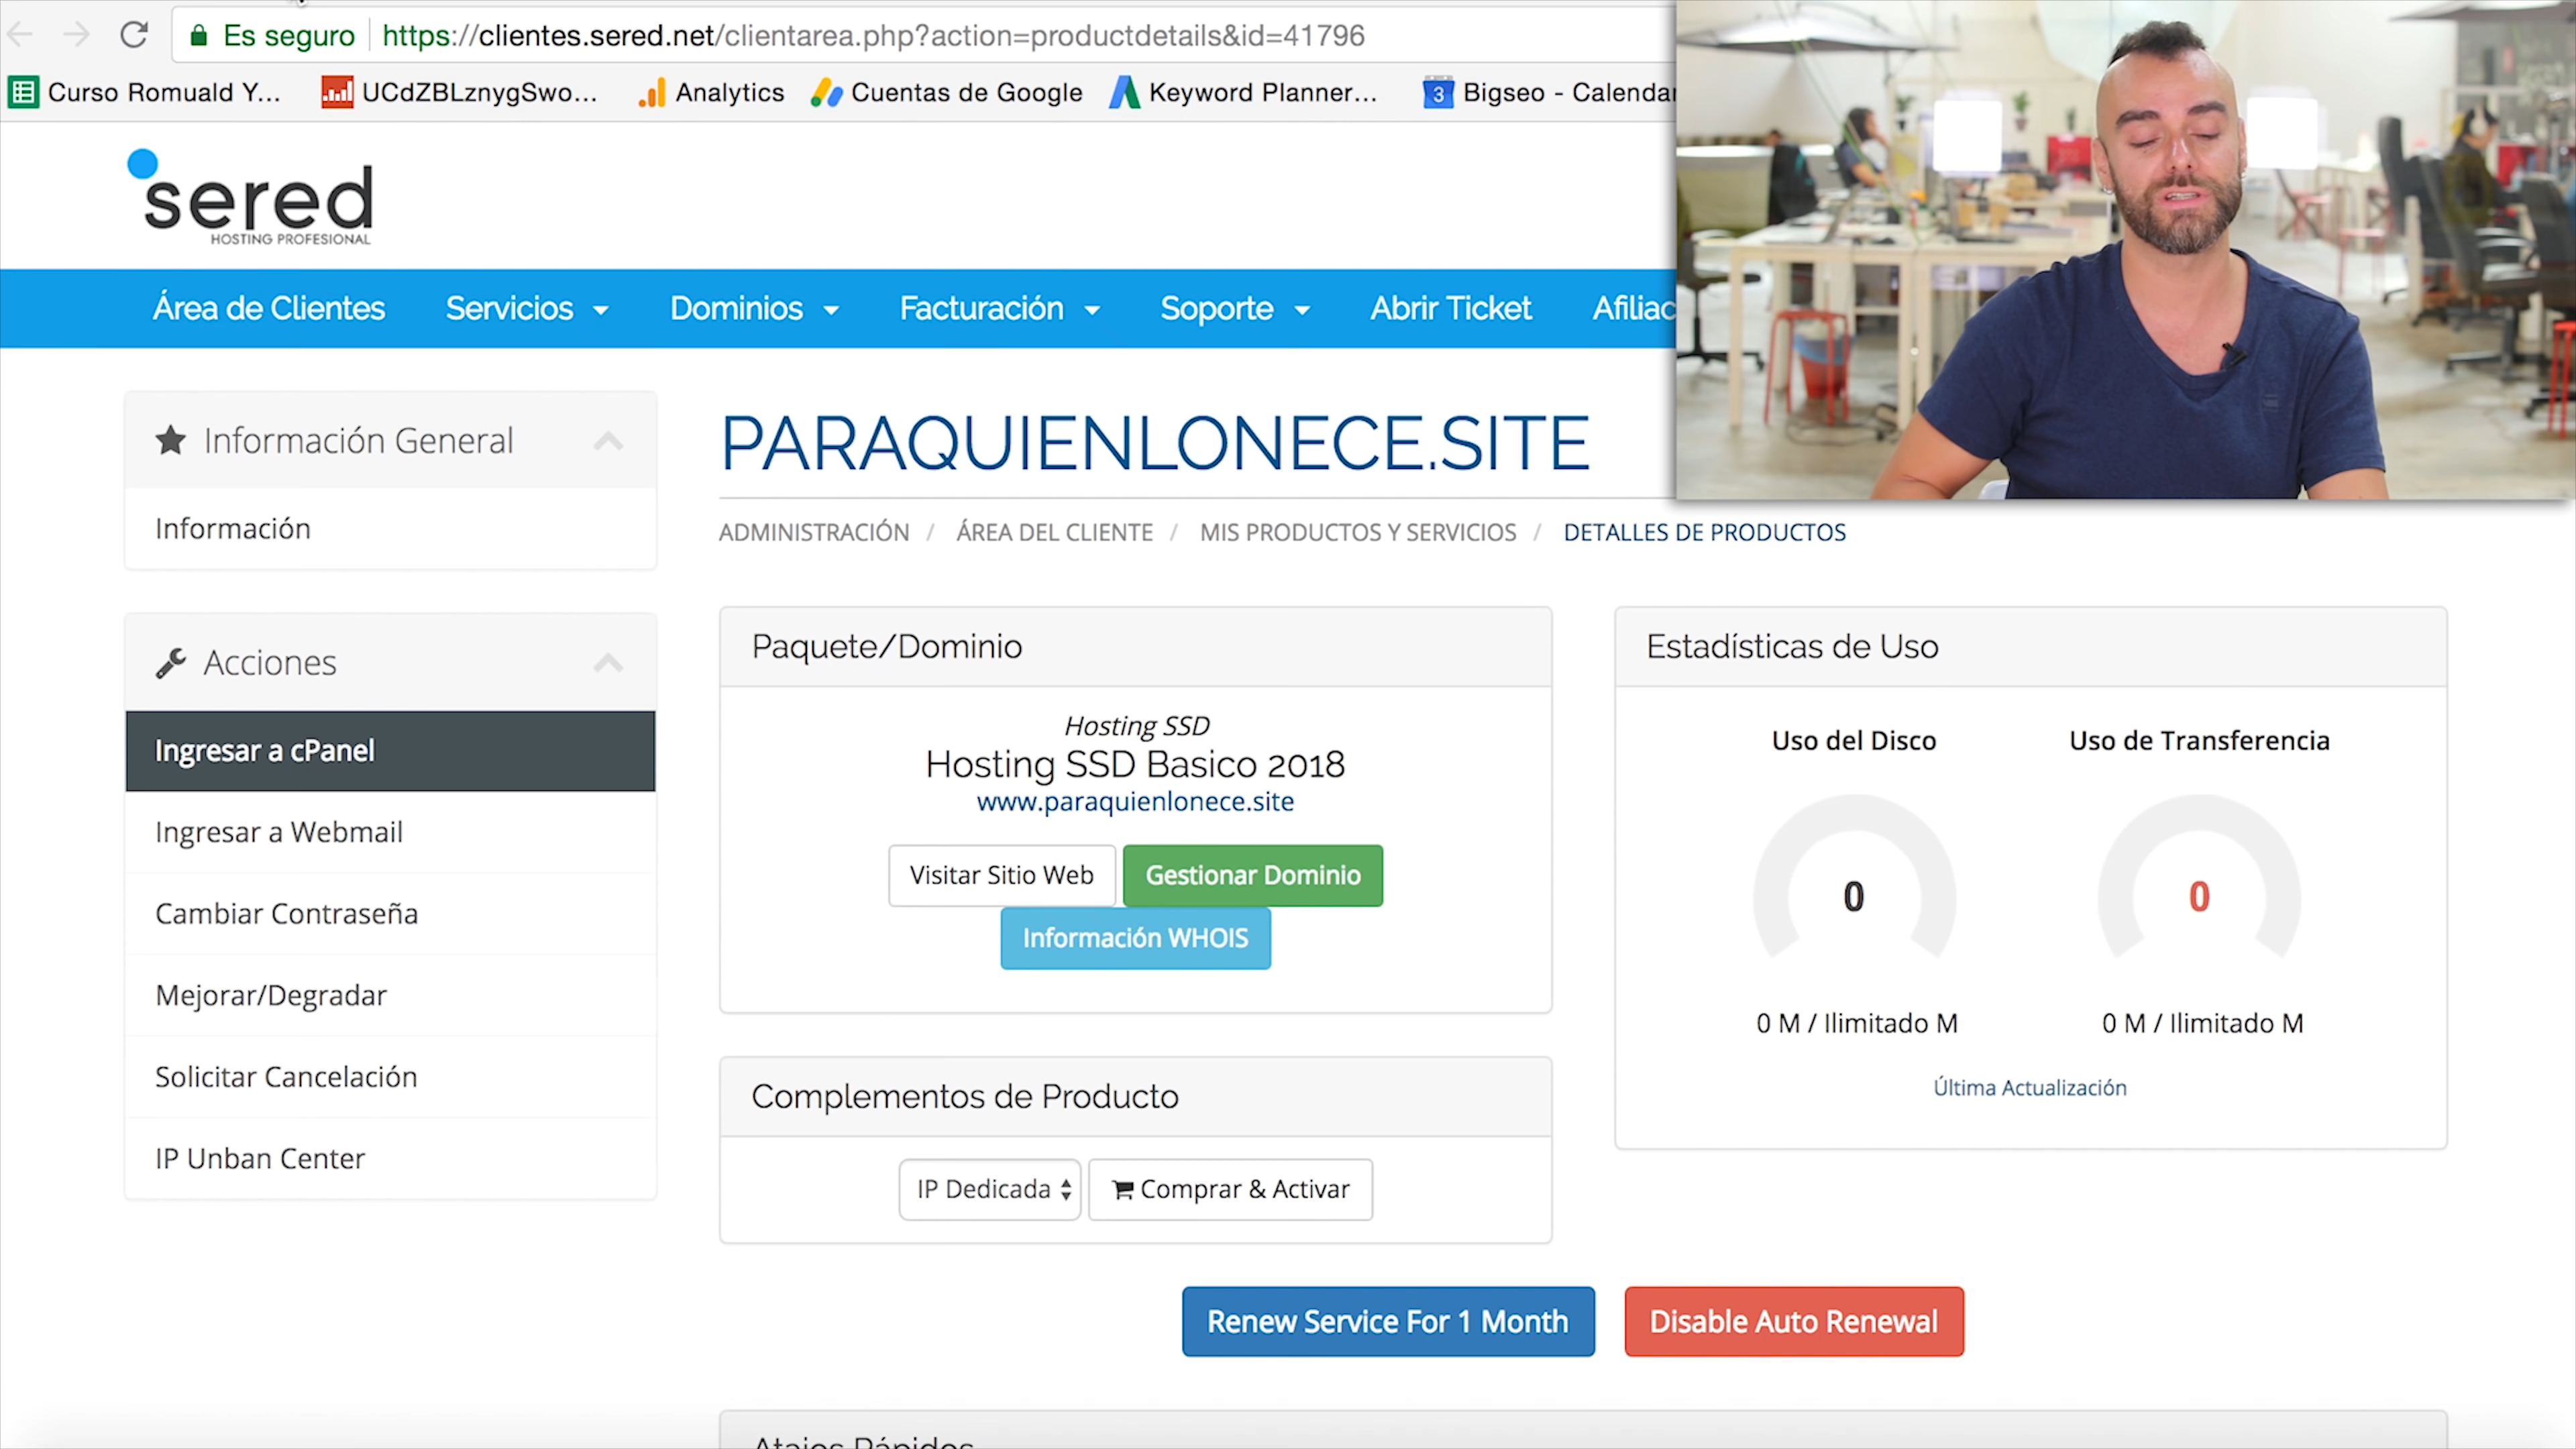 Es seguro https://clientes.sered.net/clientarea.php?action=productdetails&id=41796
Curso Romuald Y... UCdZBLznygSwo... Analytics Cuentas de Google Keyword Planner... 3 Bigseo - Calendar
sered
HOSTING PROFESIONAL
Área de Clientes Servicios Dominios Facturación Soporte Abrir Ticket Afiliac
Información General
Información
Acciones
Ingresar a cPanel
Ingresar a Webmail
Cambiar Contraseña
Mejorar/Degradar
Solicitar Cancelación
IP Unban Center
PARAQUIENLONECE.SITE
ADMINISTRACIÓN / ÁREA DEL CLIENTE / MIS PRODUCTOS Y SERVICIOS / DETALLES DE PRODUCTOS
Paquete/Dominio
Hosting SSD
Hosting SSD Basico 2018
www.paraquienlonece.site
Visitar Sitio Web Gestionar Dominio
Información WHOIS
Estadísticas de Uso
Uso del Disco Uso de Transferencia
0 0
0 M / Ilimitado M 0 M / Ilimitado M
Última Actualización
Complementos de Producto
IP Dedicada Comprar & Activar
Renew Service For 1 Month Disable Auto Renewal
Atajos Rápidos